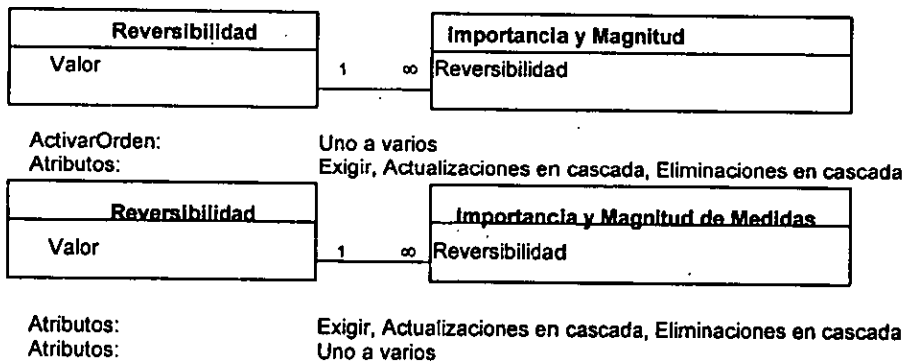 Reversibilidad Importancia y Magnitud
Valor 1 ∞ Reversibilidad
ActivarOrden: Uno a varios
Atributos: Exigir, Actualizaciones en cascada, Eliminaciones en cascada
Reversibilidad Importancia y Magnitud de Medidas
Valor 1 ∞ Reversibilidad
Atributos: Exigir, Actualizaciones en cascada, Eliminaciones en cascada
Atributos: Uno a varios